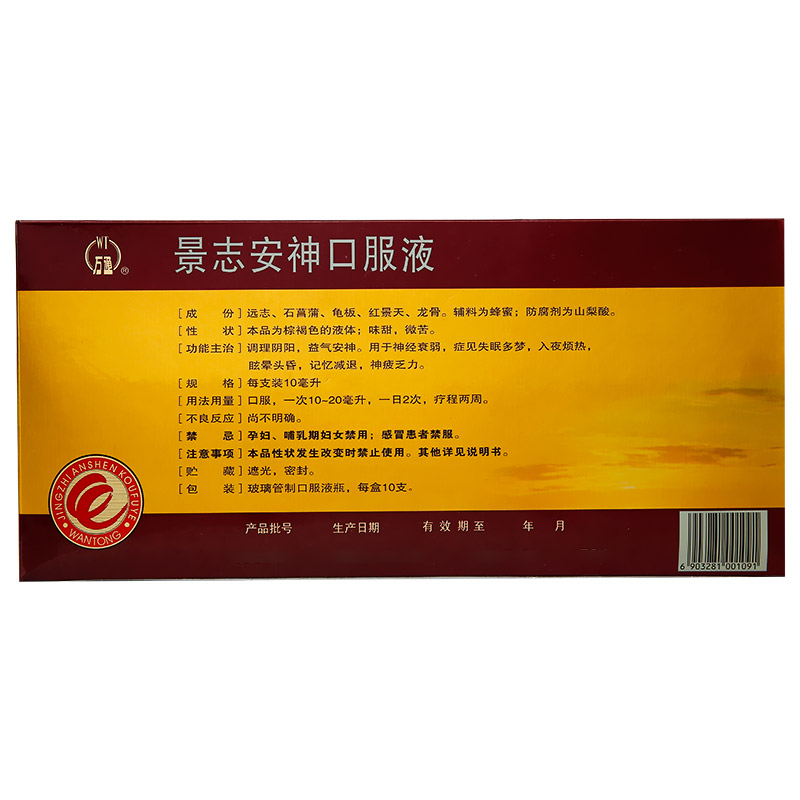 WT
万通®
景志安神口服液
[成份]远志、石菖蒲、龟板、红景天、龙骨。辅料为蜂蜜；防腐剂为山梨酸。
[性状]本品为棕褐色的液体；味甜，微苦。
[功能主治]调理阴阳，益气安神。用于神经衰弱，症见失眠多梦，入夜烦热，
眩晕头昏，记忆减退，神疲乏力。
[规格]每支装10毫升
[用法用量]口服，一次10~20毫升，一日2次，疗程两周。
[不良反应]尚不明确。
[禁忌]孕妇、哺乳期妇女禁用；感冒患者禁服。
[注意事项]本品性状发生改变时禁止使用。其他详见说明书。
[贮藏]遮光，密封。
[包装]玻璃管制口服液瓶，每盒10支。
JINGZHIANSHEN KOUFUYE
WANTONG
产品批号 生产日期 有效期至 年 月
6 903281 001091